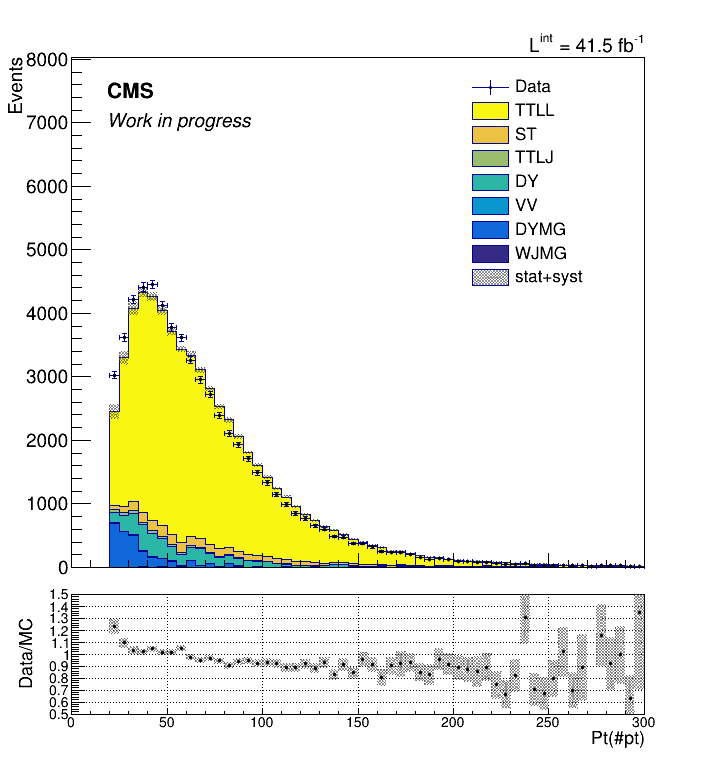 L^int = 41.5 fb^-1
Events
8000
7000
6000
5000
4000
3000
2000
1000
0
CMS
Work in progress
Data
TTLL
ST
TTLJ
DY
VV
DYMG
WJMG
stat+syst
Data/MC
1.5
1.4
1.3
1.2
1.1
1
0.9
0.8
0.7
0.6
0.5
0 50 100 150 200 250 300
Pt(#pt)